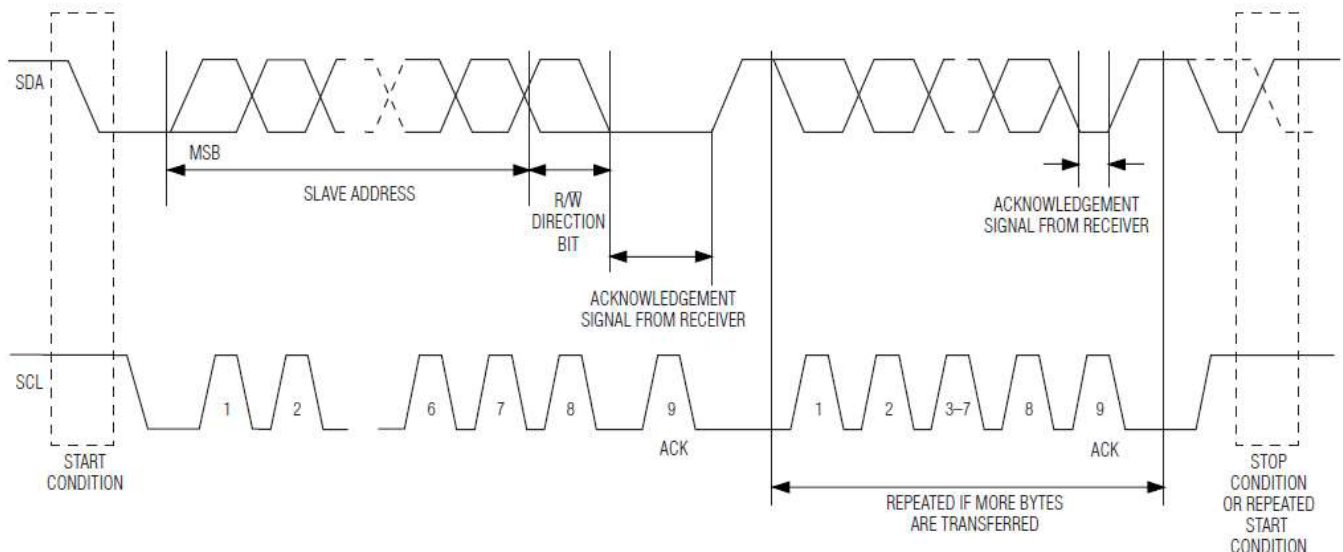 SDA
MSB
SLAVE ADDRESS
R/W̅
DIRECTION
BIT
ACKNOWLEDGEMENT
SIGNAL FROM RECEIVER
ACKNOWLEDGEMENT
SIGNAL FROM RECEIVER
SCL
1
2
6
7
8
9
1
2
3–7
8
9
ACK
ACK
START
CONDITION
REPEATED IF MORE BYTES
ARE TRANSFERRED
STOP
CONDITION
OR REPEATED
START
CONDITION